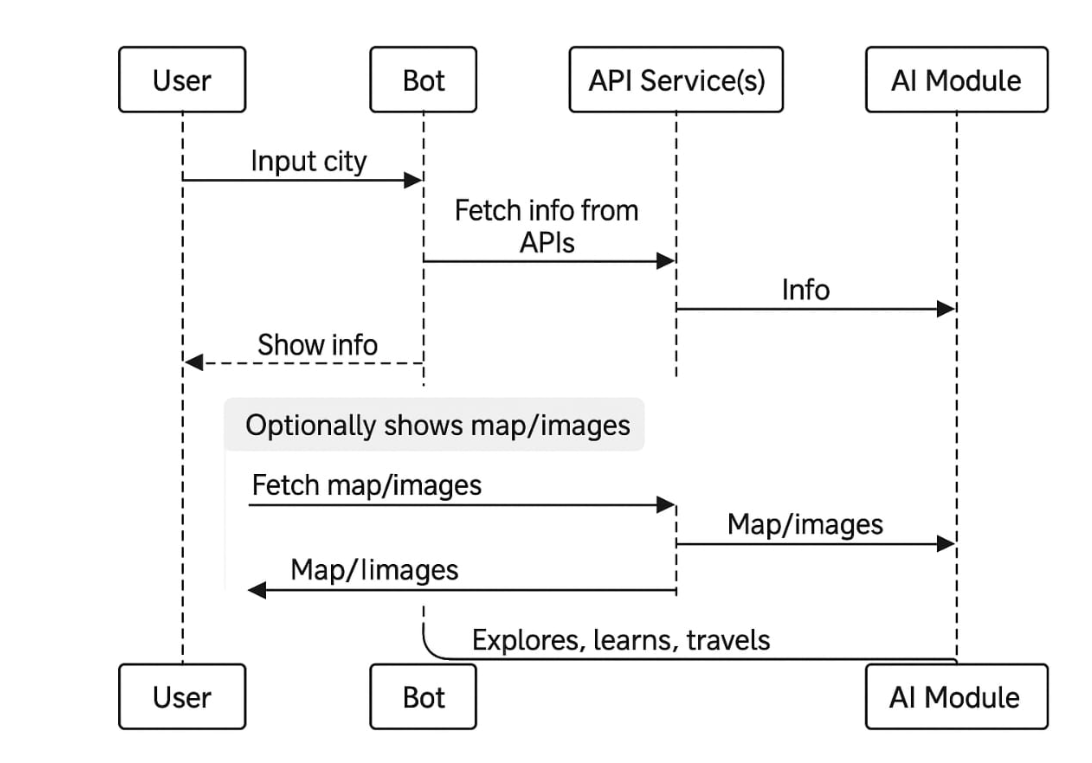 User
Bot
API Service(s)
AI Module
Input city
Fetch info from
APIs
Info
Show info
Optionally shows map/images
Fetch map/images
Map/images
Map/Iimages
Explores, learns, travels
User
Bot
AI Module